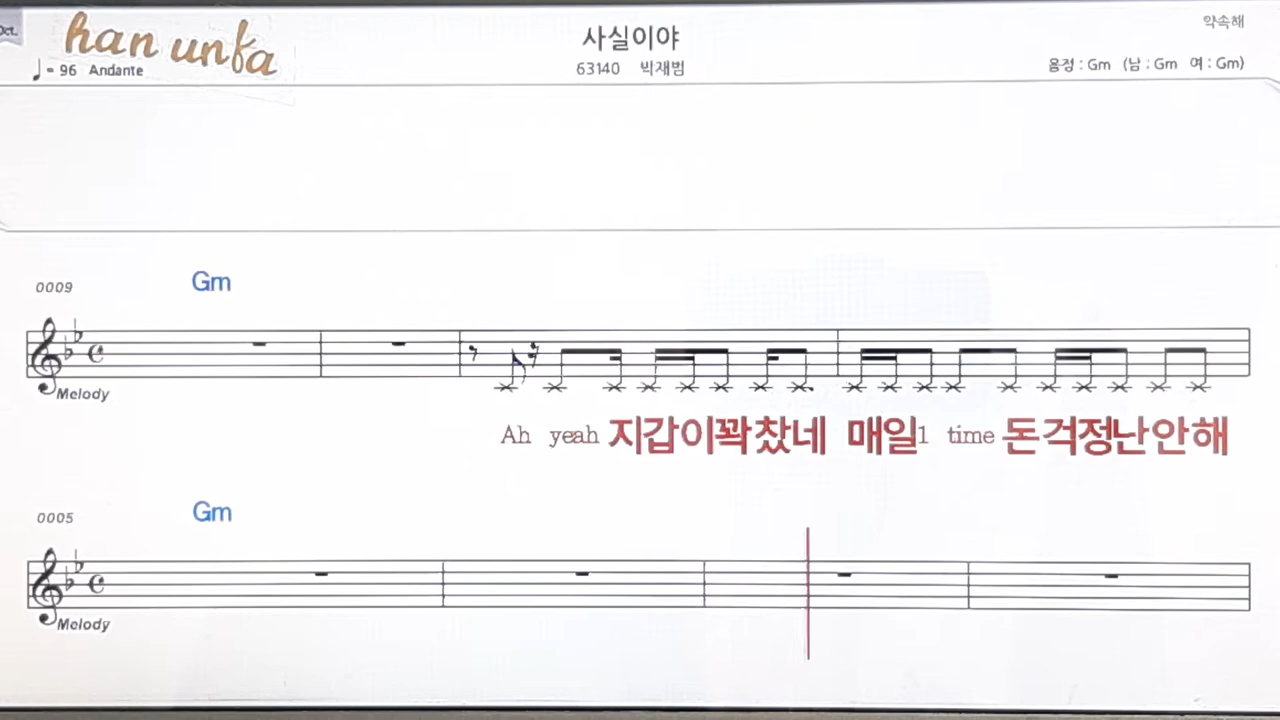 Oct.
han unfa
사실이야
약속해
♩= 96 Andante
63140 박재범
원정 : Gm (남 : Gm 여 : Gm)
0009
Gm
Melody
Ah yeah 지갑이꽉찼네 매일1 time 돈걱정난안해
0005
Gm
Melody